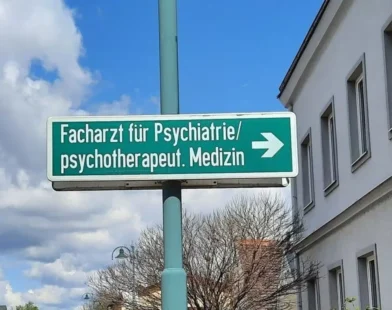 Facharzt für Psychiatrie/
psychotherapeut. Medizin